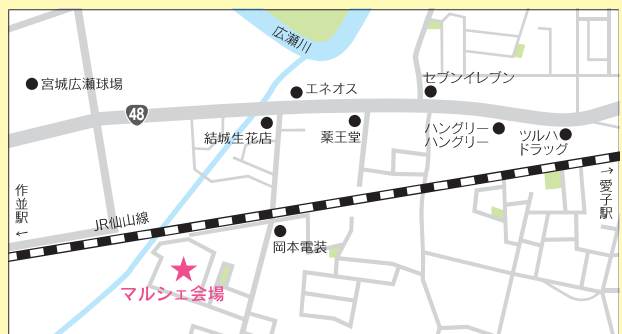 広瀬川
宮城広瀬球場
エネオス
セブンイレブン
48
結城生花店
薬王堂
ハングリー
ハングリー
ツルハ
ドラッグ
作並駅
←
JR仙山線
→
愛子駅
岡本電装
マルシェ会場